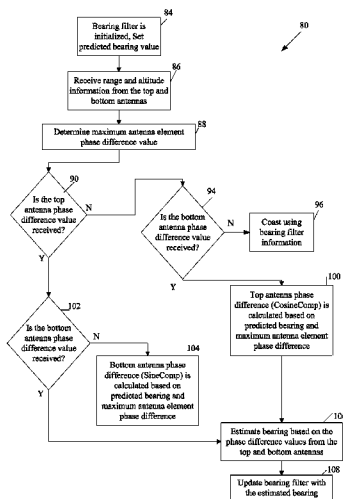 84
80
Bearing filter is
initialized, Set
predicted bearing value
86
Receive range and altitude
information from the top and
bottom antennas
88
Determine maximum antenna element
phase difference value
90
Is the top
antenna phase
difference value
received?
N
Y
94
Is the bottom
antenna phase
difference value
received?
N
Y
96
Coast using
bearing filter
information
100
Top antenna phase
difference (CosineComp) is
calculated based on
predicted bearing and
maximum antenna element
phase difference
102
Is the bottom
antenna phase
difference value
received?
N
Y
104
Bottom antenna phase
difference (SineComp) is
calculated based on
predicted bearing and
maximum antenna element
phase difference
Estimate bearing based on the
phase difference values from the
top and bottom antennas
108
Update bearing filter with
the estimated bearing